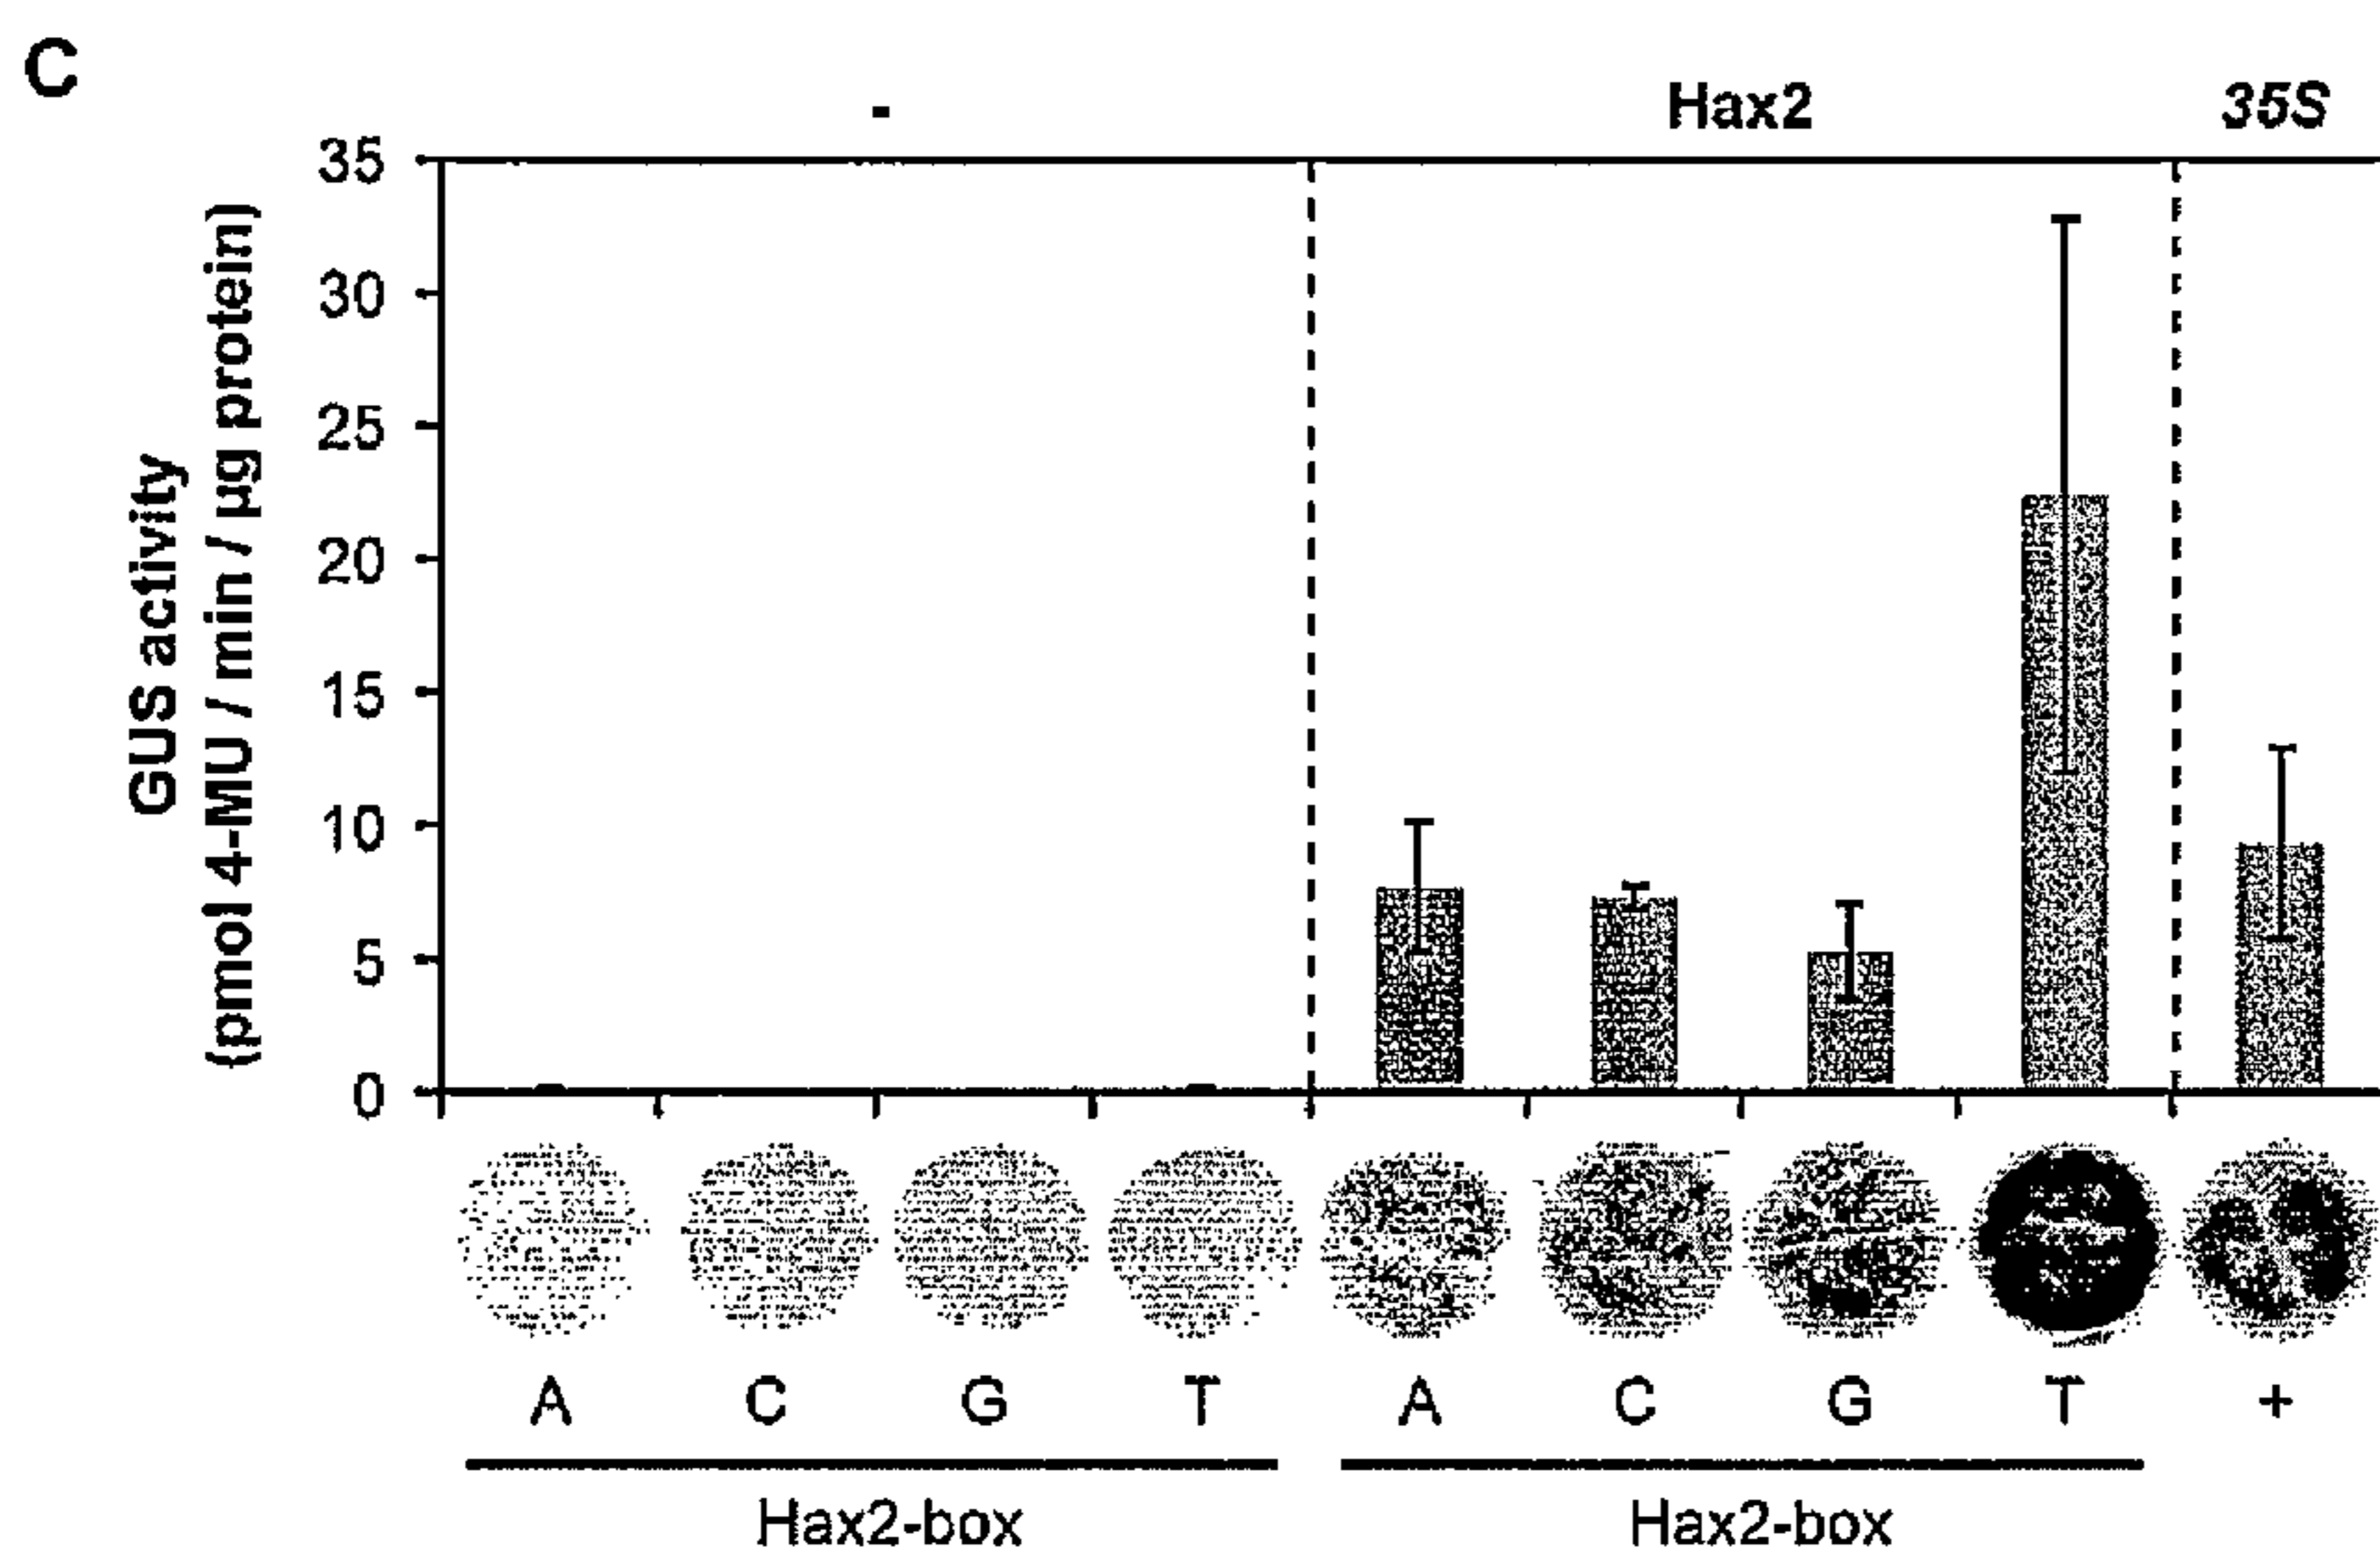 C
- Hax2 35S
35
30
25
20
15
10
5
0
GUS activity
(pmol 4-MU / min / µg protein)
A C G T A C G T +
Hax2-box Hax2-box